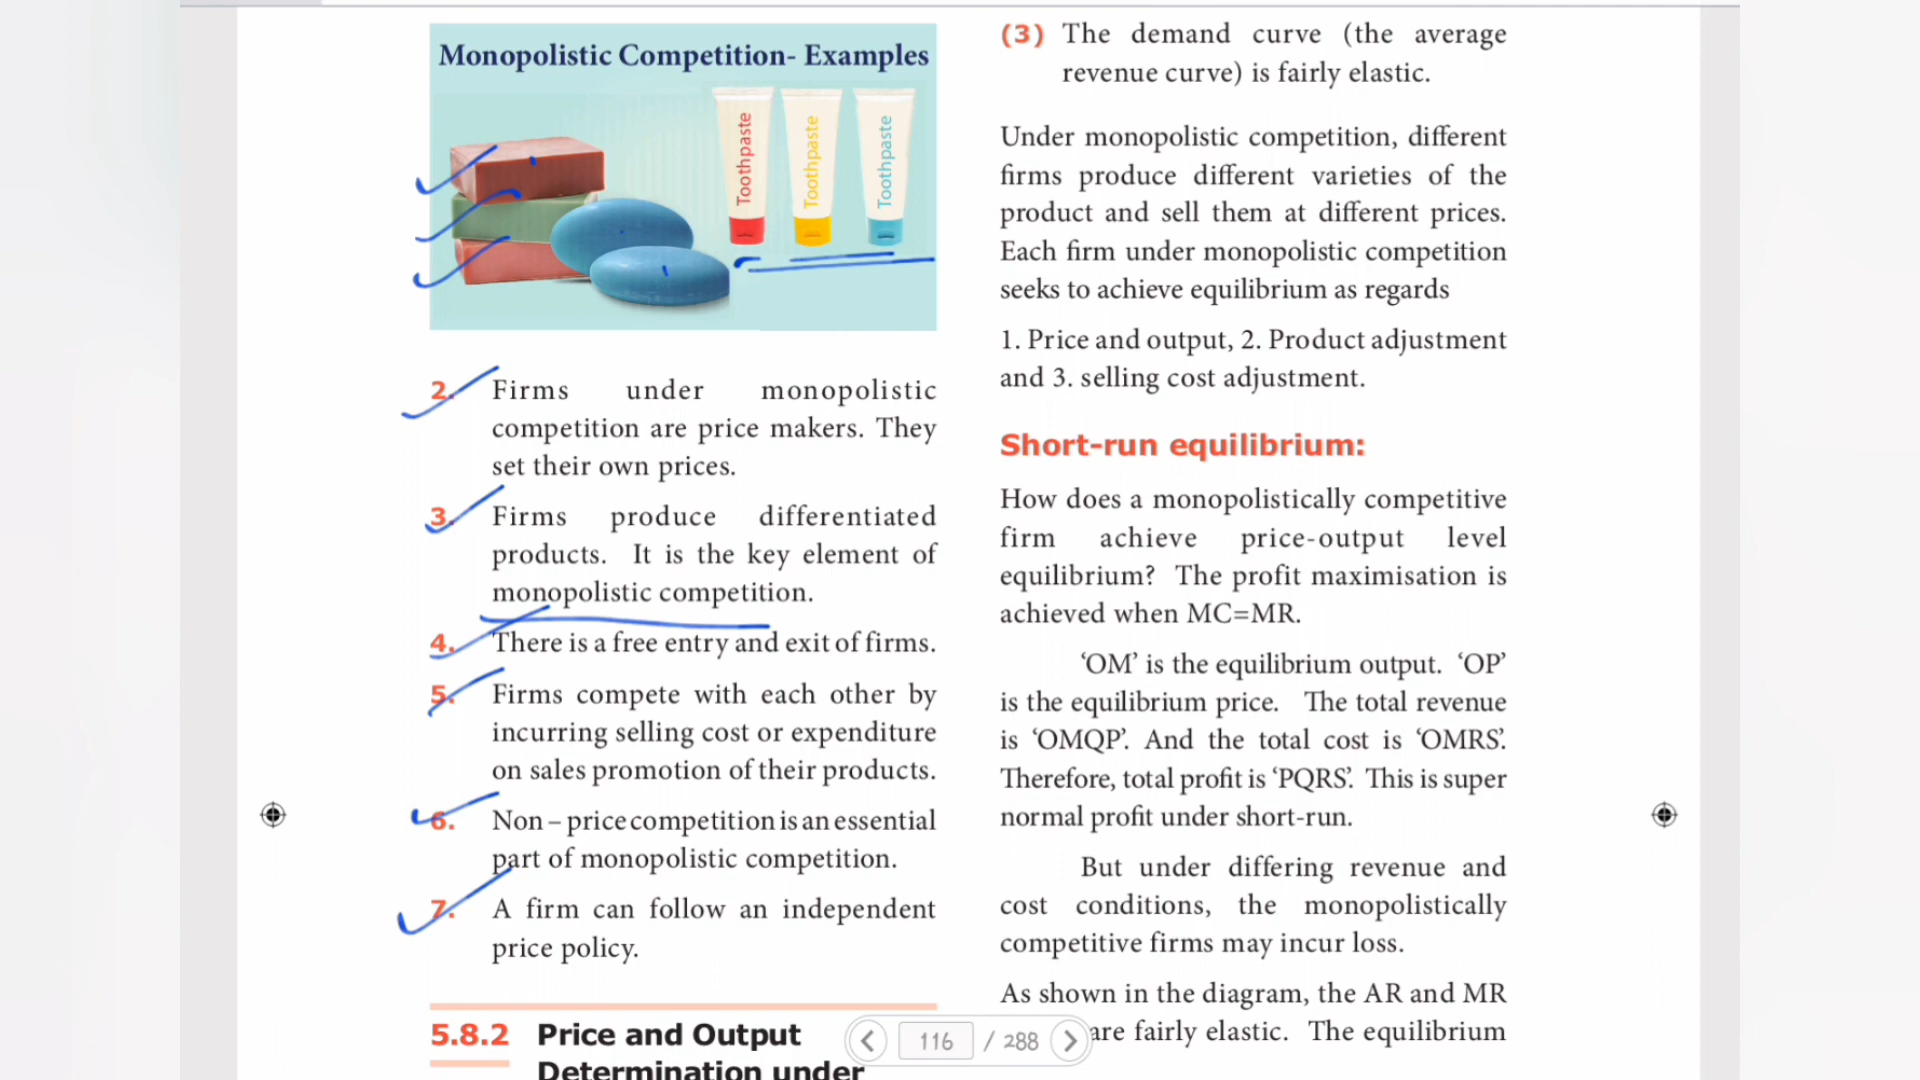 Monopolistic Competition- Examples
Toothpaste
Toothpaste
Toothpaste
2. Firms under monopolistic
competition are price makers. They
set their own prices.
3. Firms produce differentiated
products. It is the key element of
monopolistic competition.
4. There is a free entry and exit of firms.
5. Firms compete with each other by
incurring selling cost or expenditure
on sales promotion of their products.
6. Non – price competition is an essential
part of monopolistic competition.
7. A firm can follow an independent
price policy.
5.8.2 Price and Output
Determination under
(3) The demand curve (the average
revenue curve) is fairly elastic.
Under monopolistic competition, different
firms produce different varieties of the
product and sell them at different prices.
Each firm under monopolistic competition
seeks to achieve equilibrium as regards
1. Price and output, 2. Product adjustment
and 3. selling cost adjustment.
Short-run equilibrium:
How does a monopolistically competitive
firm achieve price-output level
equilibrium? The profit maximisation is
achieved when MC=MR.
‘OM’ is the equilibrium output. ‘OP’
is the equilibrium price. The total revenue
is ‘OMQP’. And the total cost is ‘OMRS’.
Therefore, total profit is ‘PQRS’. This is super
normal profit under short-run.
But under differing revenue and
cost conditions, the monopolistically
competitive firms may incur loss.
As shown in the diagram, the AR and MR
are fairly elastic. The equilibrium
116 / 288